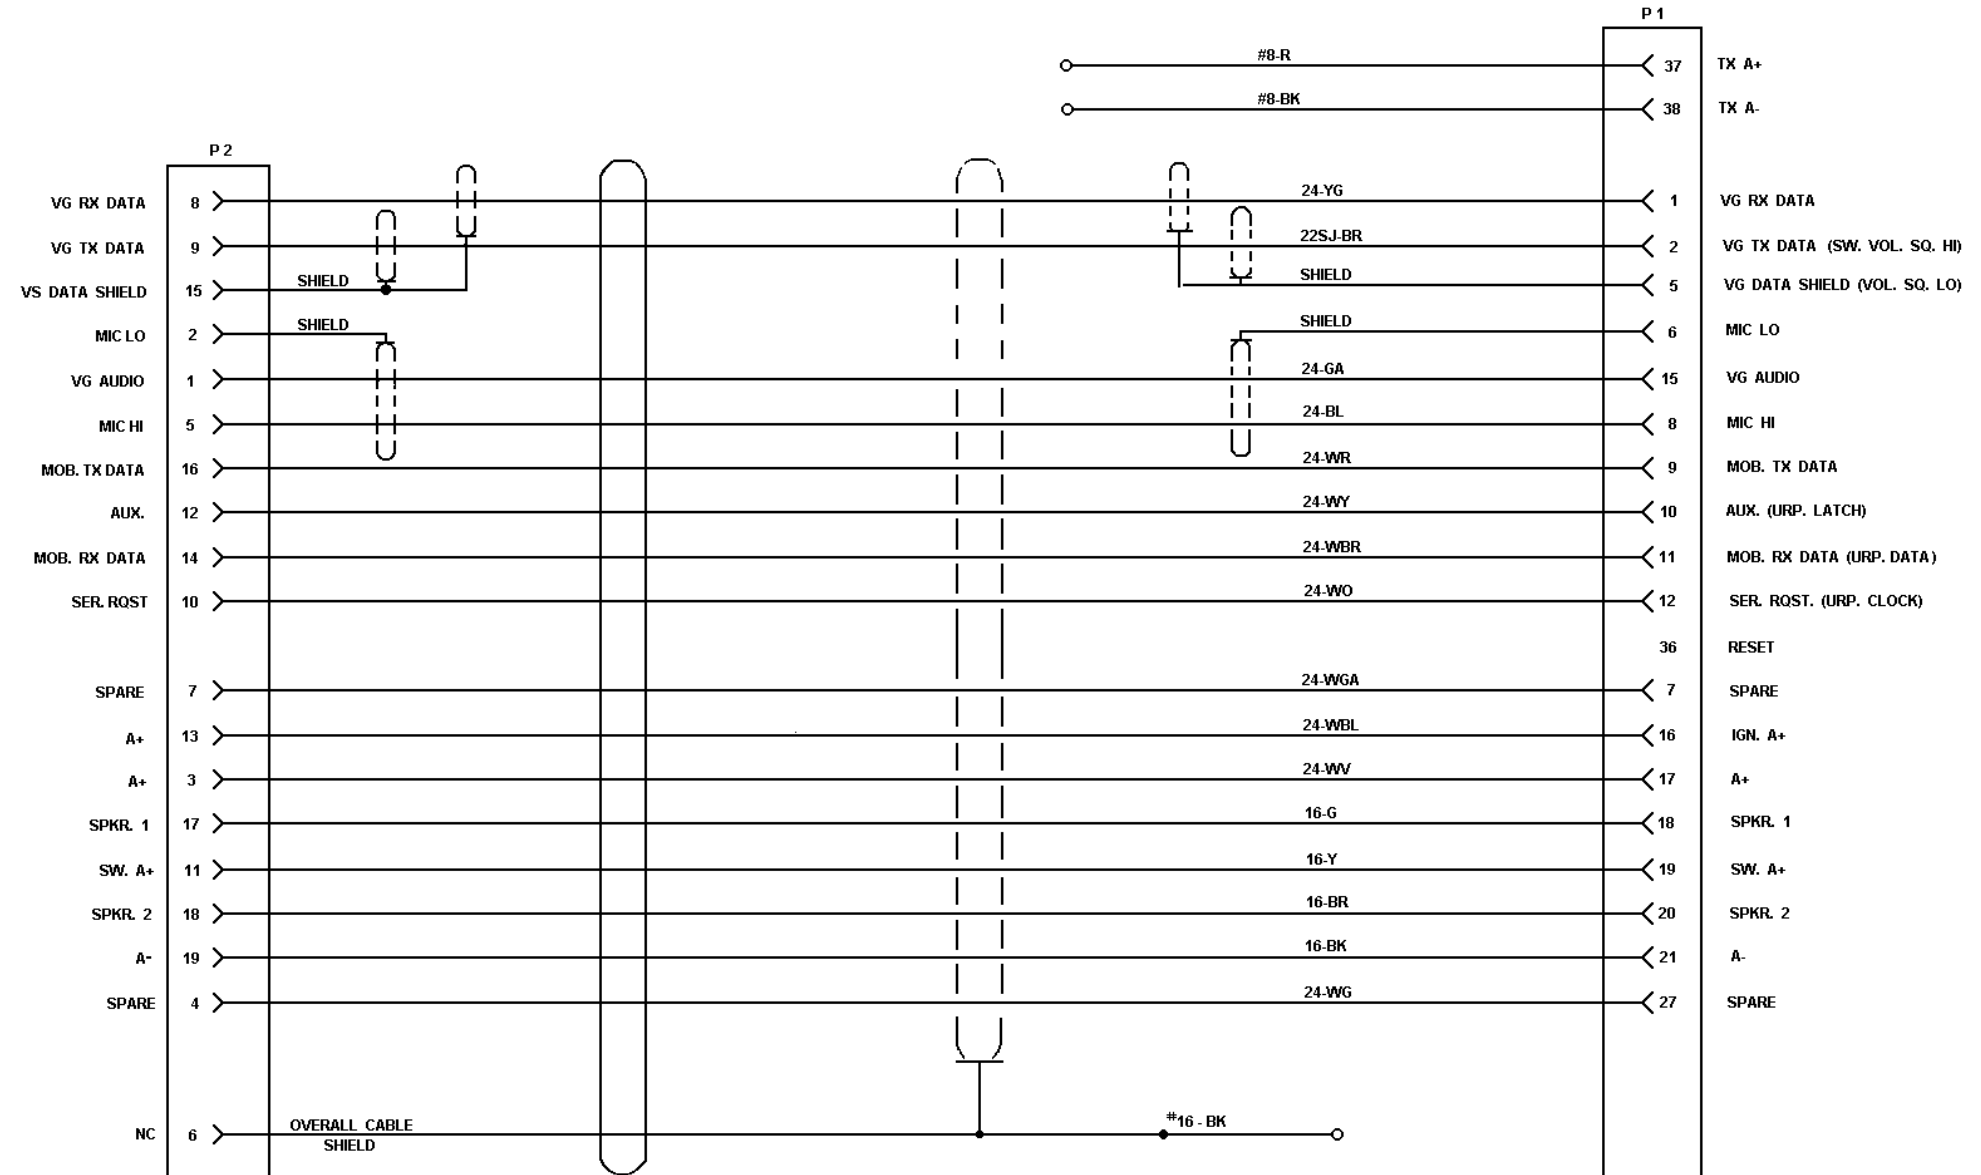 P 1
#8-R 37 TX A+
#8-BK 38 TX A-
P 2
VG RX DATA 8 24-YG 1 VG RX DATA
VG TX DATA 9 22SJ-BR 2 VG TX DATA (SW. VOL. SQ. HI)
VS DATA SHIELD 15 SHIELD SHIELD 5 VG DATA SHIELD (VOL. SQ. LO)
MIC LO 2 SHIELD SHIELD 6 MIC LO
VG AUDIO 1 24-GA 15 VG AUDIO
MIC HI 5 24-BL 8 MIC HI
MOB. TX DATA 16 24-WR 9 MOB. TX DATA
AUX. 12 24-WY 10 AUX. (URP. LATCH)
MOB. RX DATA 14 24-WBR 11 MOB. RX DATA (URP. DATA)
SER. RQST 10 24-WO 12 SER. RQST. (URP. CLOCK)
36 RESET
SPARE 7 24-WGA 7 SPARE
A+ 13 24-WBL 16 IGN. A+
A+ 3 24-WV 17 A+
SPKR. 1 17 16-G 18 SPKR. 1
SW. A+ 11 16-Y 19 SW. A+
SPKR. 2 18 16-BR 20 SPKR. 2
A- 19 16-BK 21 A-
SPARE 4 24-WG 27 SPARE
NC 6 OVERALL CABLE #16 - BK
SHIELD